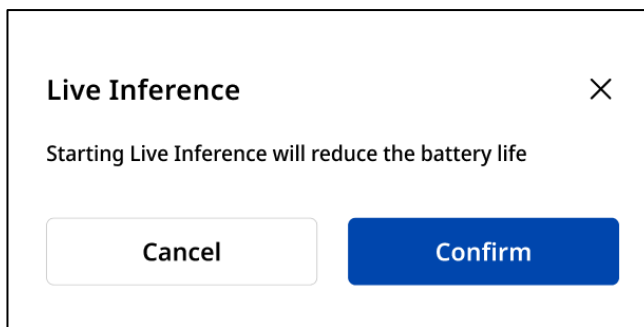 Live Inference
Starting Live Inference will reduce the battery life
Cancel Confirm